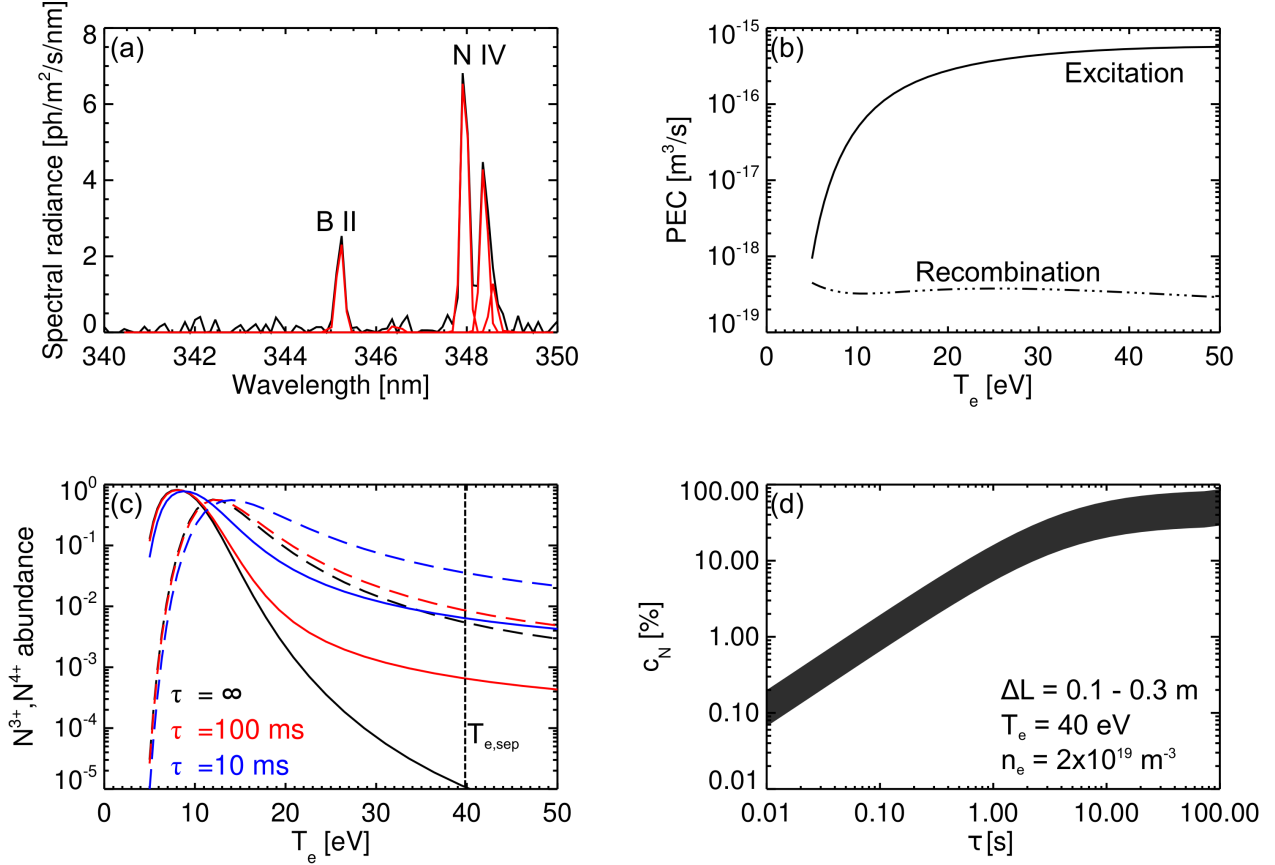 (a)
Spectral radiance [ph/m²/s/nm]
8
6
4
2
0
N IV
B II
340 342 344 346 348 350
Wavelength [nm]
(b)
PEC [m³/s]
10⁻¹⁵
10⁻¹⁶
10⁻¹⁷
10⁻¹⁸
10⁻¹⁹
Excitation
Recombination
0 10 20 30 40 50
Tₑ [eV]
(c)
N³⁺,N⁴⁺ abundance
10⁰
10⁻¹
10⁻²
10⁻³
10⁻⁴
10⁻⁵
τ = ∞
τ =100 ms
τ =10 ms
Te,sep
0 10 20 30 40 50
Tₑ [eV]
(d)
c_N [%]
100.00
10.00
1.00
0.10
0.01
ΔL = 0.1 - 0.3 m
Tₑ = 40 eV
nₑ = 2x10¹⁹ m⁻³
0.01 0.10 1.00 10.00 100.00
τ [s]